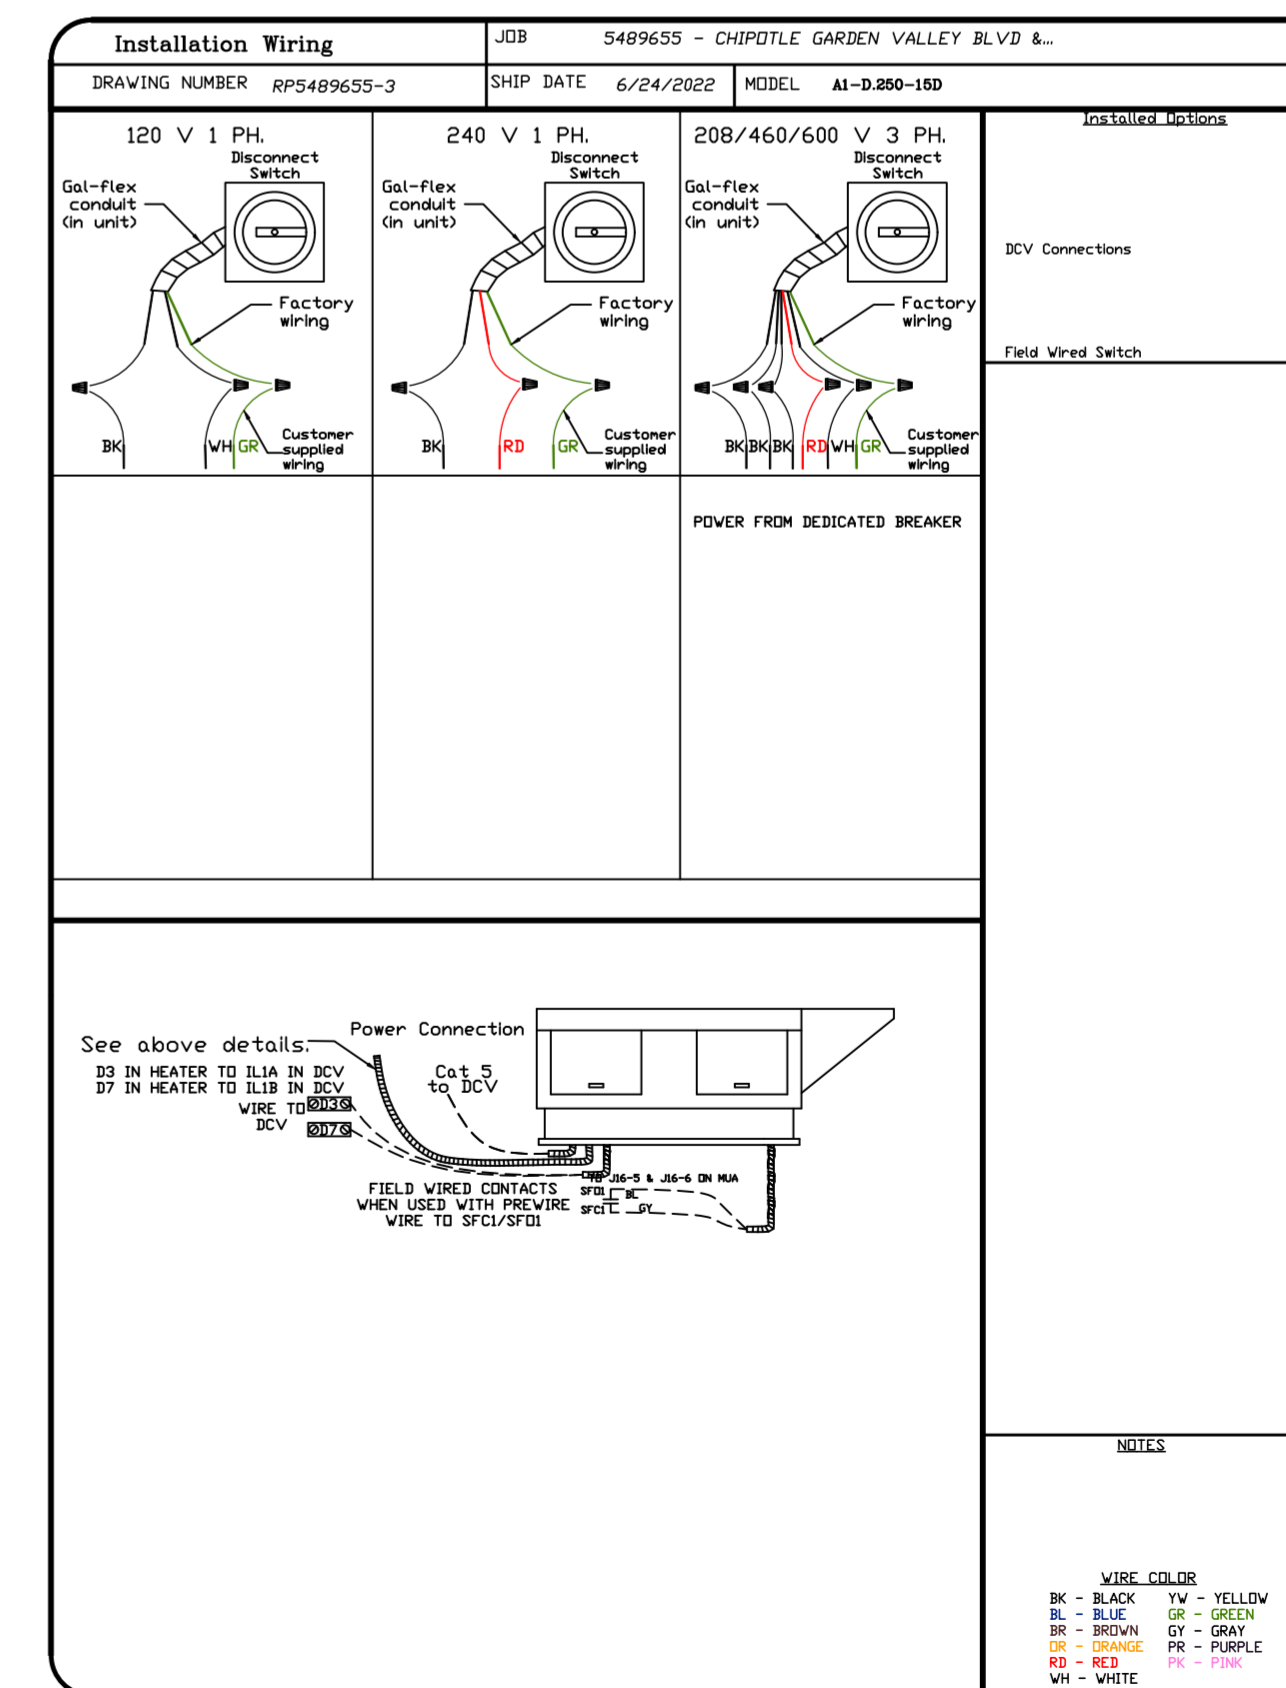 Installation Wiring
JOB 5489655 - CHIPOTLE GARDEN VALLEY BLVD &...
DRAWING NUMBER RP5489655-3
SHIP DATE 6/24/2022
MODEL A1-D.250-15D
120 V 1 PH.
Disconnect
Switch
Gal-flex
conduit
(in unit)
Factory
wiring
BK
WH
GR
Customer
supplied
wiring
240 V 1 PH.
Disconnect
Switch
Gal-flex
conduit
(in unit)
Factory
wiring
BK
RD
GR
Customer
supplied
wiring
208/460/600 V 3 PH.
Disconnect
Switch
Gal-flex
conduit
(in unit)
Factory
wiring
BK
BK
BK
RD
WH
GR
Customer
supplied
wiring
POWER FROM DEDICATED BREAKER
Installed Options
DCV Connections
Field Wired Switch
Power Connection
See above details.
D3 IN HEATER TO IL1A IN DCV
D7 IN HEATER TO IL1B IN DCV
WIRE TO
DCV
D3
D7
Cat 5
to DCV
TO J16-5 & J16-6 ON MUA
FIELD WIRED CONTACTS
WHEN USED WITH PREWIRE
WIRE TO SFC1/SFO1
SFO1
BL
SFC1
GY
NOTES
WIRE COLOR
BK - BLACK YW - YELLOW
BL - BLUE GR - GREEN
BR - BROWN GY - GRAY
OR - ORANGE PR - PURPLE
RD - RED PK - PINK
WH - WHITE